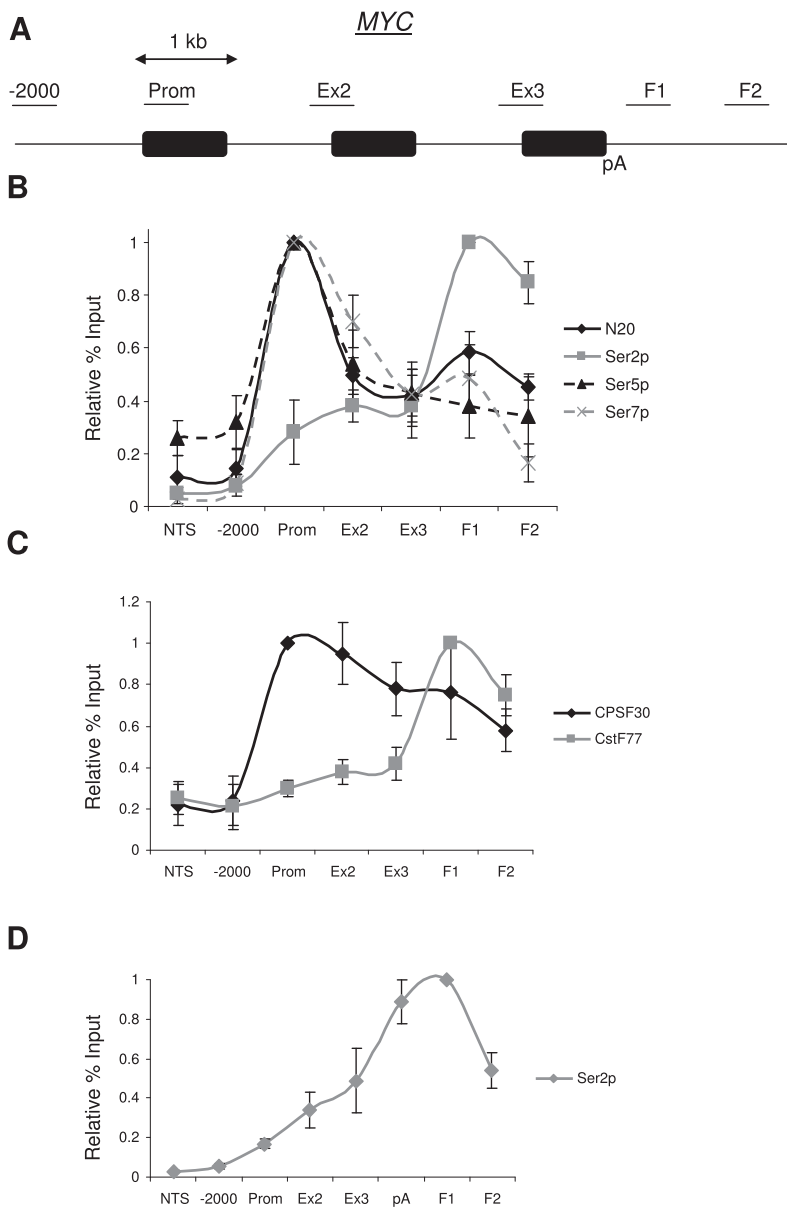 A
MYC
1 kb
-2000 Prom Ex2 Ex3 F1 F2
pA
B
Relative % Input
1
0.8
0.6
0.4
0.2
0
NTS -2000 Prom Ex2 Ex3 F1 F2
N20
Ser2p
Ser5p
Ser7p
C
Relative % Input
1.2
1
0.8
0.6
0.4
0.2
0
NTS -2000 Prom Ex2 Ex3 F1 F2
CPSF30
CstF77
D
Relative % Input
1
0.8
0.6
0.4
0.2
0
NTS -2000 Prom Ex2 Ex3 pA F1 F2
Ser2p